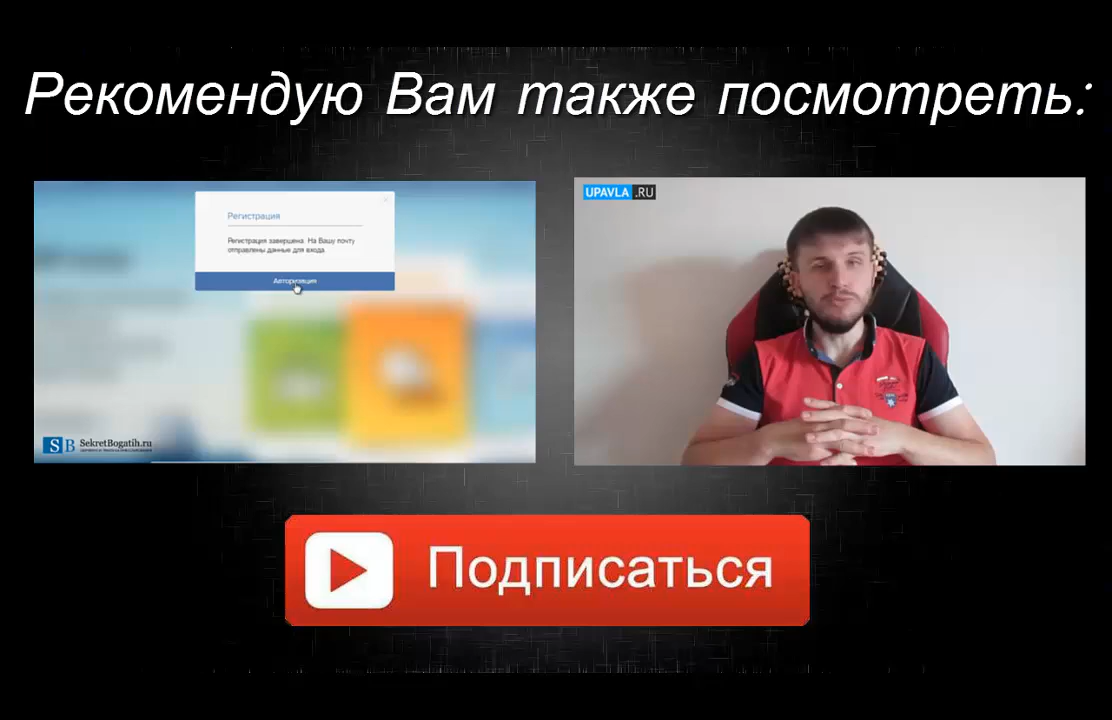 Рекомендую Вам также посмотреть:
Регистрация
Регистрация завершена. На Вашу почту
отправлены данные для входа
Авторизация
SB SekretBogatih.ru
UPAVLA.RU
Подписаться